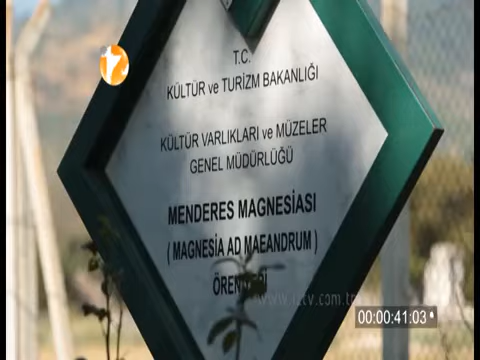 T.C.
KÜLTÜR ve TURİZM BAKANLIĞI
KÜLTÜR VARLIKLARI ve MÜZELER
GENEL MÜDÜRLÜĞÜ
MENDERES MAGNESİASI
( MAGNESİA AD MAEANDRUM )
00:00:41:03